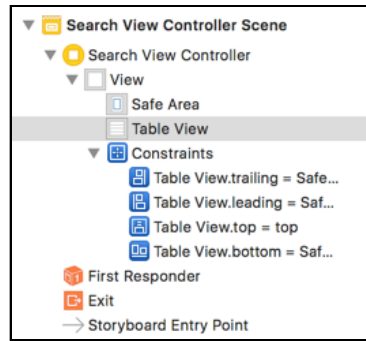 Search View Controller Scene
Search View Controller
View
Safe Area
Table View
Constraints
Table View.trailing = Safe...
Table View.leading = Saf...
Table View.top = top
Table View.bottom = Saf...
First Responder
Exit
Storyboard Entry Point